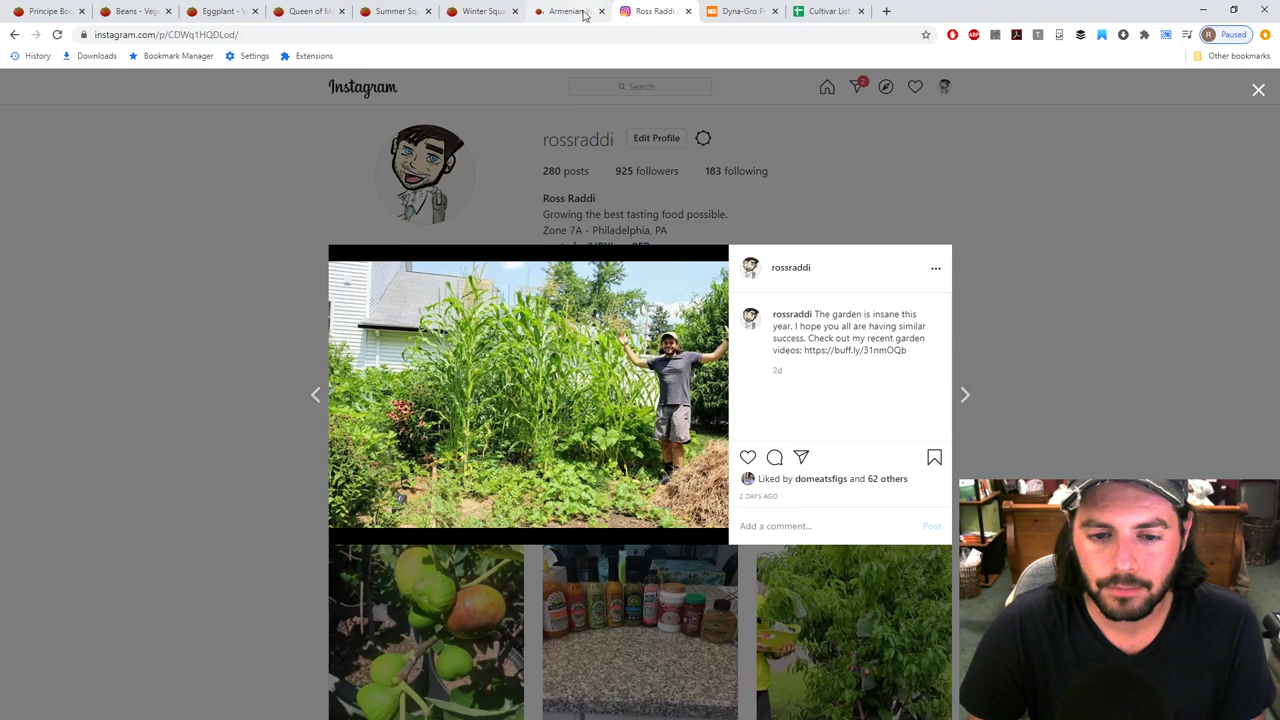 Principe Bor
Beans - Vege
Eggplant - V
Queen of M
Summer Sq
Winter Squa
Armenian
Ross Raddi
Dyna-Gro P
Cultivar List
instagram.com/p/CDWq1HQDLod/
Paused
History
Downloads
Bookmark Manager
Settings
Extensions
Other bookmarks
Instagram
Search
2
rossraddi
Edit Profile
280 posts
925 followers
183 following
Ross Raddi
Growing the best tasting food possible.
Zone 7A - Philadelphia, PA
rossraddi
rossraddi The garden is insane this
year. I hope you all are having similar
success. Check out my recent garden
videos: https://buff.ly/31nmOQb
2d
Liked by domeatsfigs and 62 others
2 DAYS AGO
Add a comment...
Post